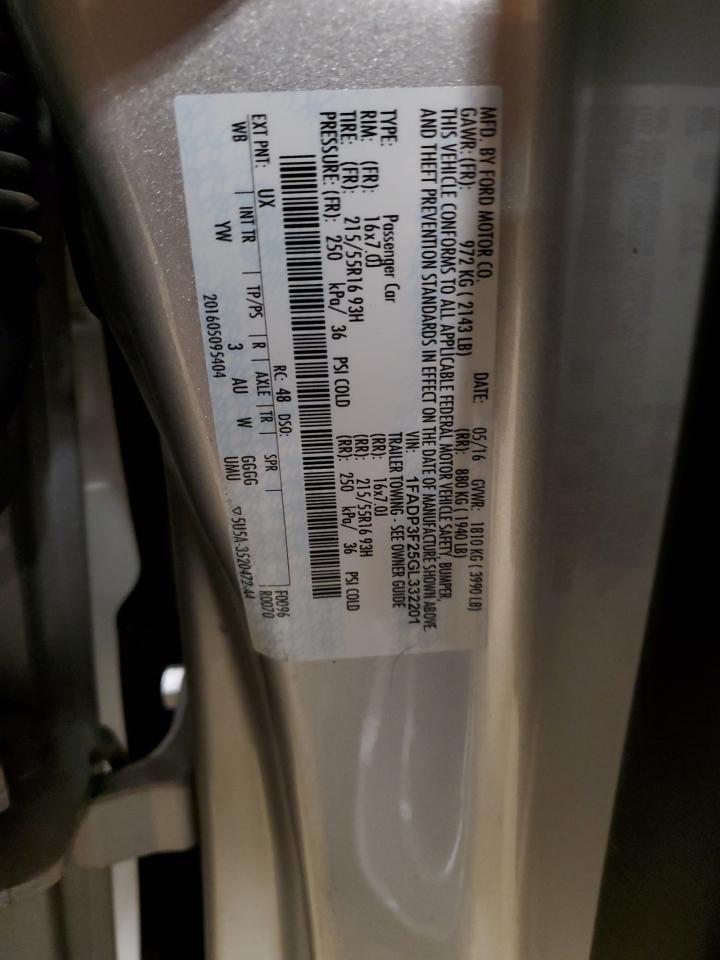 MFD. BY FORD MOTOR CO.
DATE: 05/16 GVWR: 1810 KG ( 3990 LB)
GAWR: (FR): 972 KG ( 2143 LB) (RR): 880 KG ( 1940 LB)
THIS VEHICLE CONFORMS TO ALL APPLICABLE FEDERAL MOTOR VEHICLE SAFETY, BUMPER,
AND THEFT PREVENTION STANDARDS IN EFFECT ON THE DATE OF MANUFACTURE SHOWN ABOVE
VIN: 1FADP3F25GL332201
TYPE: Passenger Car TRAILER TOWING - SEE OWNER GUIDE
RIM: (FR): 16x7.0J (RR): 16x7.0J
TIRE: (FR): 215/55R16 93H (RR): 215/55R16 93H
PRESSURE: (FR): 250 kPa/ 36 PSI COLD (RR): 250 kPa/ 36 PSI COLD
RC: 48 DSO: F0096
EXT PNT: UX R0070
WB | INT TR | TP/PS | R | AXLE | TR | SPR
YW 3 AU W GGGG
UMU
201605095404 ▽5U5A-3520472-AA